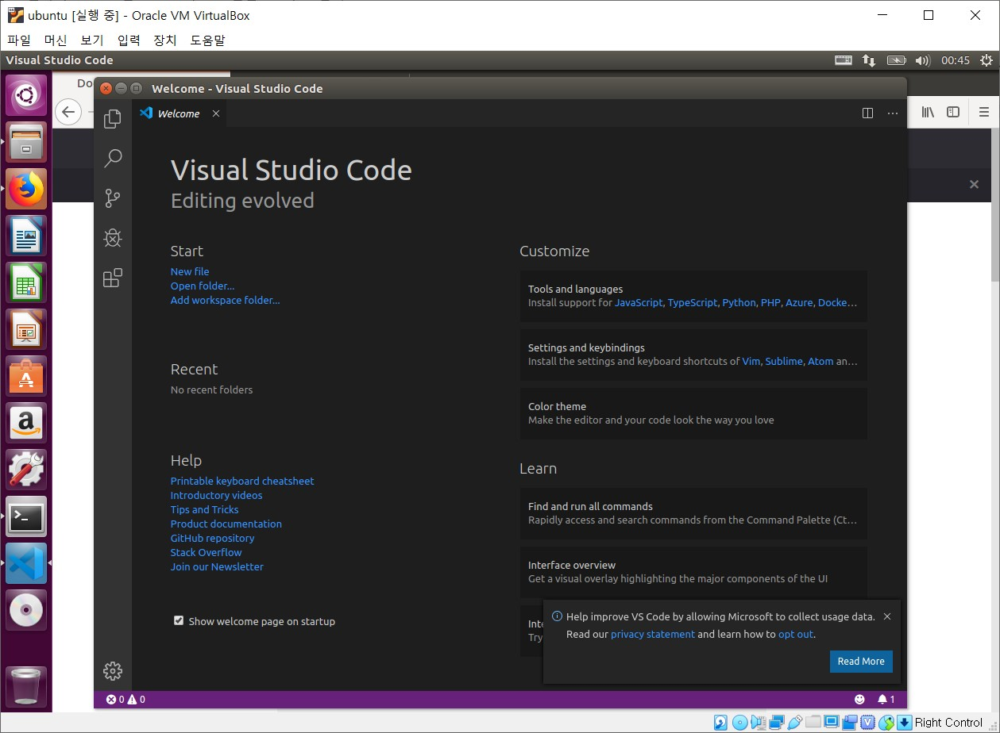 ubuntu [실행 중] - Oracle VM VirtualBox
파일 머신 보기 입력 장치 도움말
Visual Studio Code
00:45
Do
Welcome - Visual Studio Code
Welcome
Visual Studio Code
Editing evolved
Start
New file
Open folder...
Add workspace folder...
Recent
No recent folders
Help
Printable keyboard cheatsheet
Introductory videos
Tips and Tricks
Product documentation
GitHub repository
Stack Overflow
Join our Newsletter
Show welcome page on startup
Customize
Tools and languages
Install support for JavaScript, TypeScript, Python, PHP, Azure, Docke...
Settings and keybindings
Install the settings and keyboard shortcuts of Vim, Sublime, Atom an...
Color theme
Make the editor and your code look the way you love
Learn
Find and run all commands
Rapidly access and search commands from the Command Palette (Ct...
Interface overview
Get a visual overlay highlighting the major components of the UI
Inte
Try
Help improve VS Code by allowing Microsoft to collect usage data.
Read our privacy statement and learn how to opt out.
Read More
0 0
1
Right Control